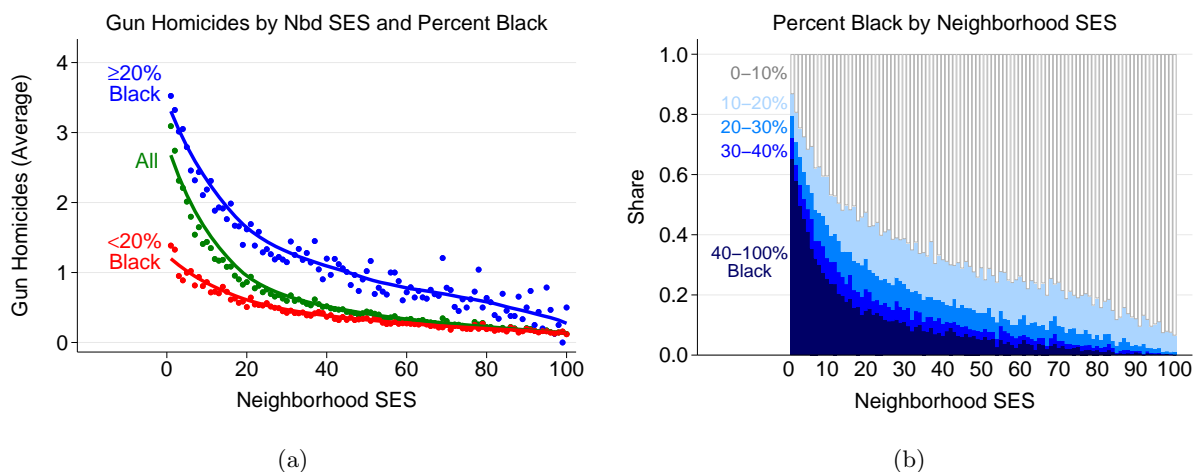 Gun Homicides by Nbd SES and Percent Black
Gun Homicides (Average)
4
3
2
1
0
≥20%
Black
All
<20%
Black
0 20 40 60 80 100
Neighborhood SES
(a)
Percent Black by Neighborhood SES
Share
1.0
0.8
0.6
0.4
0.2
0.0
0−10%
10−20%
20−30%
30−40%
40−100%
Black
0 10 20 30 40 50 60 70 80 90 100
Neighborhood SES
(b)